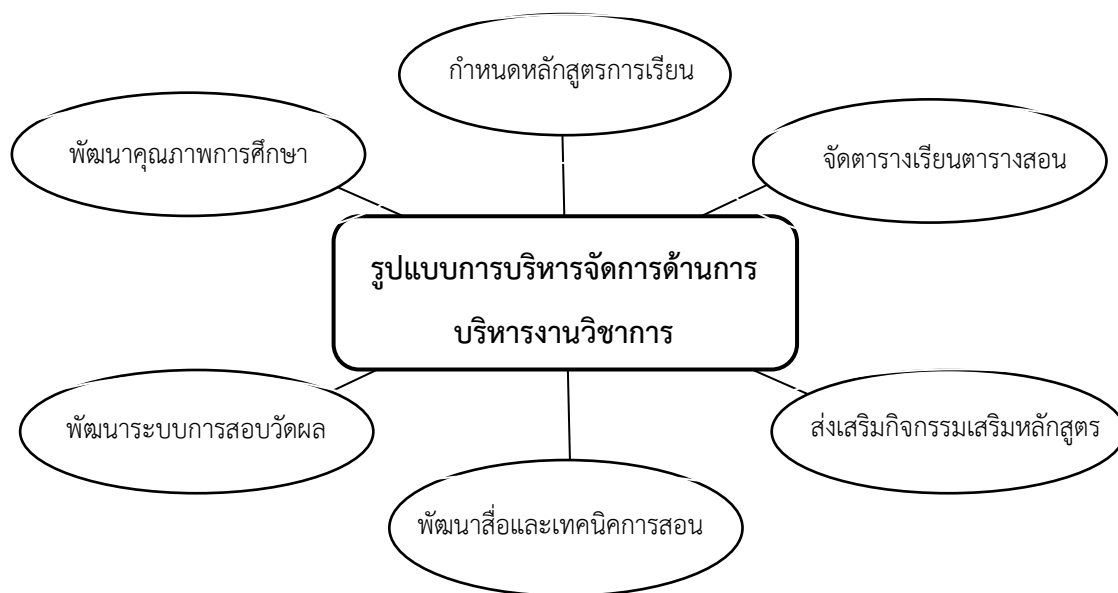 กำหนดหลักสูตรการเรียน
พัฒนาคุณภาพการศึกษา
จัดตารางเรียนตารางสอน
รูปแบบการบริหารจัดการด้านการ
บริหารงานวิชาการ
พัฒนาระบบการสอบวัดผล
ส่งเสริมกิจกรรมเสริมหลักสูตร
พัฒนาสื่อและเทคนิคการสอน